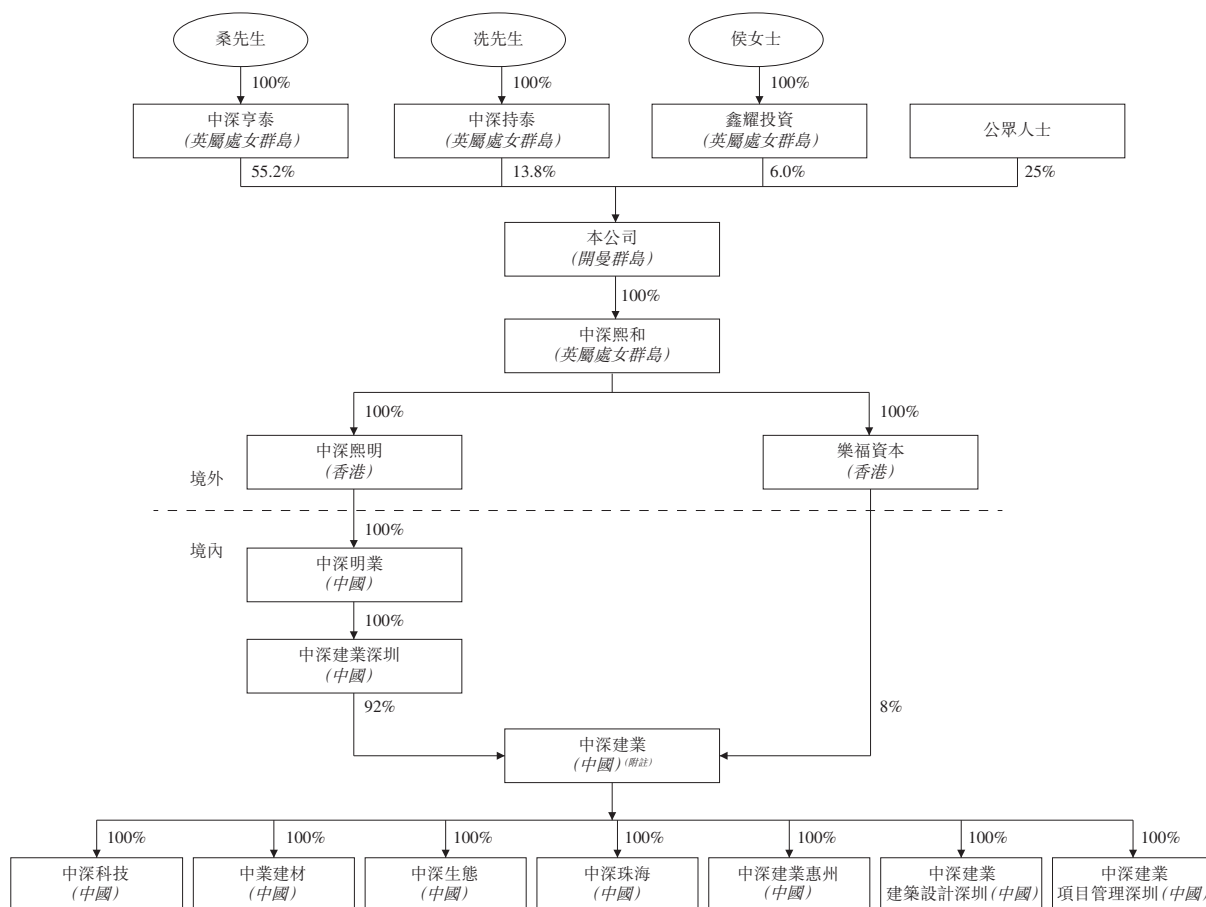 桑先生
冼先生
侯女士
100%
100%
100%
中深亨泰
(英屬處女群島)
中深持泰
(英屬處女群島)
鑫耀投資
(英屬處女群島)
公眾人士
55.2%
13.8%
6.0%
25%
本公司
(開曼群島)
100%
中深熙和
(英屬處女群島)
100%
100%
中深熙明
(香港)
樂福資本
(香港)
境外
境內
100%
中深明業
(中國)
100%
中深建業深圳
(中國)
92%
8%
中深建業
(中國)(附註)
100%
100%
100%
100%
100%
100%
100%
中深科技
(中國)
中業建材
(中國)
中深生態
(中國)
中深珠海
(中國)
中深建業惠州
(中國)
中深建業
建築設計深圳(中國)
中深建業
項目管理深圳(中國)